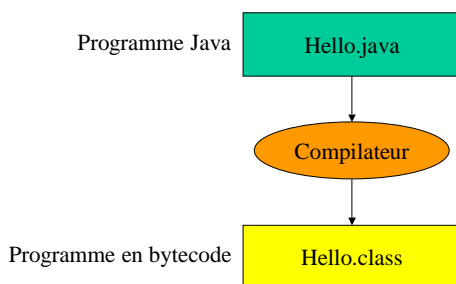 Programme Java
Hello.java
Compilateur
Programme en bytecode
Hello.class